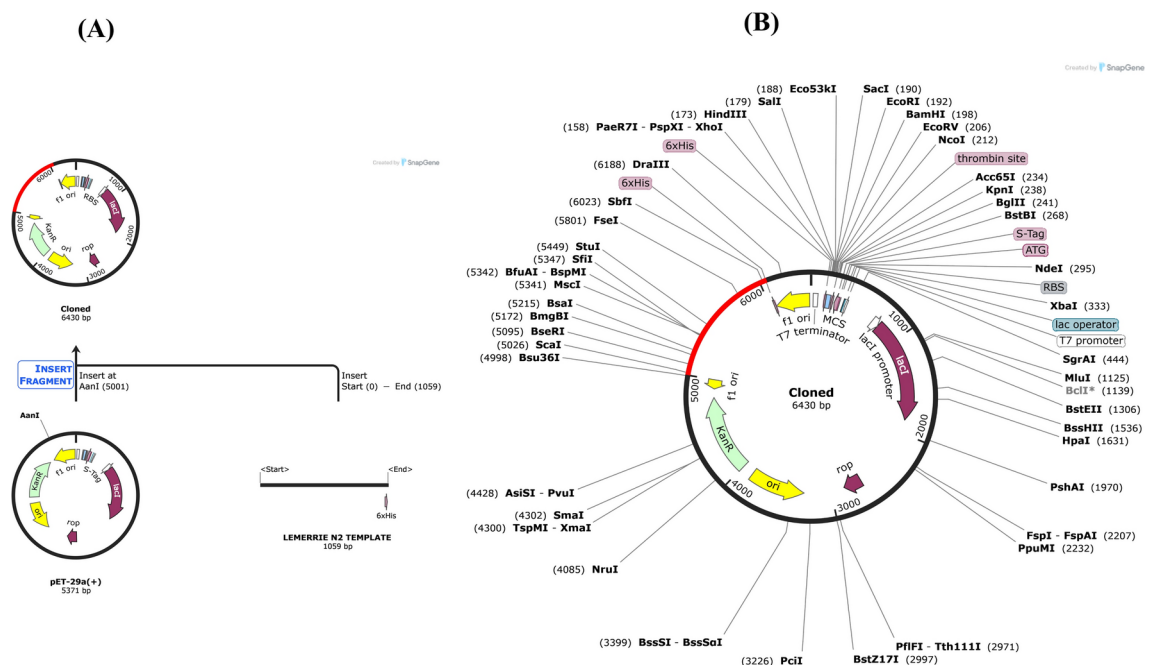 (A)
(B)
Created by SnapGene
6000
1000
5000
2000
4000
3000
f1 ori
RBS
lacI
KanR
ori
rop
Cloned
6430 bp
INSERT
FRAGMENT
Insert at
AanI (5001)
Insert
Start (0) – End (1059)
AanI
f1 ori
S-Tag
KanR
lacI
ori
rop
pET-29a(+)
5371 bp
<Start>
<End>
6xHis
LEMERRIE N2 TEMPLATE
1059 bp
Created by SnapGene
(188) Eco53kI
(179) SalI
(173) HindIII
(158) PaeR7I - PspXI - XhoI
6xHis
(6188) DraIII
6xHis
(6023) SbfI
(5801) FseI
(5449) StuI
(5347) SfiI
(5342) BfuAI - BspMI
(5341) MscI
(5215) BsaI
(5172) BmgBI
(5095) BseRI
(5026) ScaI
(4998) Bsu36I
(4428) AsiSI - PvuI
(4302) SmaI
(4300) TspMI - XmaI
(4085) NruI
(3399) BssSI - BssSαI
(3226) PciI
SacI (190)
EcoRI (192)
BamHI (198)
EcoRV (206)
NcoI (212)
thrombin site
Acc65I (234)
KpnI (238)
BglII (241)
BstBI (268)
S-Tag
ATG
NdeI (295)
RBS
XbaI (333)
lac operator
T7 promoter
SgrAI (444)
MluI (1125)
BclI* (1139)
BstEII (1306)
BssHII (1536)
HpaI (1631)
PshAI (1970)
FspI - FspAI (2207)
PpuMI (2232)
PflFI - Tth111I (2971)
BstZ17I (2997)
6000
1000
5000
2000
4000
3000
f1 ori
T7 terminator
MCS
lacI promoter
lacI
f1 ori
KanR
ori
rop
Cloned
6430 bp